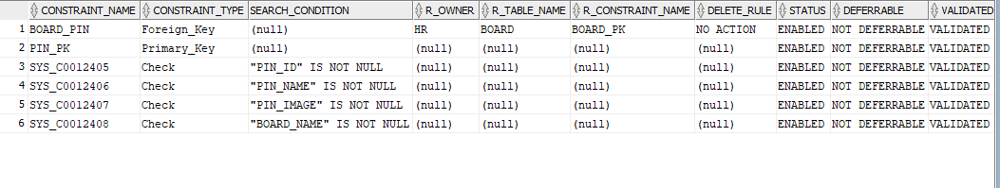 CONSTRAINT_NAME CONSTRAINT_TYPE SEARCH_CONDITION R_OWNER R_TABLE_NAME R_CONSTRAINT_NAME DELETE_RULE STATUS DEFERRABLE VALIDATED
1 BOARD_PIN Foreign_Key (null) HR BOARD BOARD_PK NO ACTION ENABLED NOT DEFERRABLE VALIDATED
2 PIN_PK Primary_Key (null) (null) (null) (null) (null) ENABLED NOT DEFERRABLE VALIDATED
3 SYS_C0012405 Check "PIN_ID" IS NOT NULL (null) (null) (null) (null) ENABLED NOT DEFERRABLE VALIDATED
4 SYS_C0012406 Check "PIN_NAME" IS NOT NULL (null) (null) (null) (null) ENABLED NOT DEFERRABLE VALIDATED
5 SYS_C0012407 Check "PIN_IMAGE" IS NOT NULL (null) (null) (null) (null) ENABLED NOT DEFERRABLE VALIDATED
6 SYS_C0012408 Check "BOARD_NAME" IS NOT NULL (null) (null) (null) (null) ENABLED NOT DEFERRABLE VALIDATED